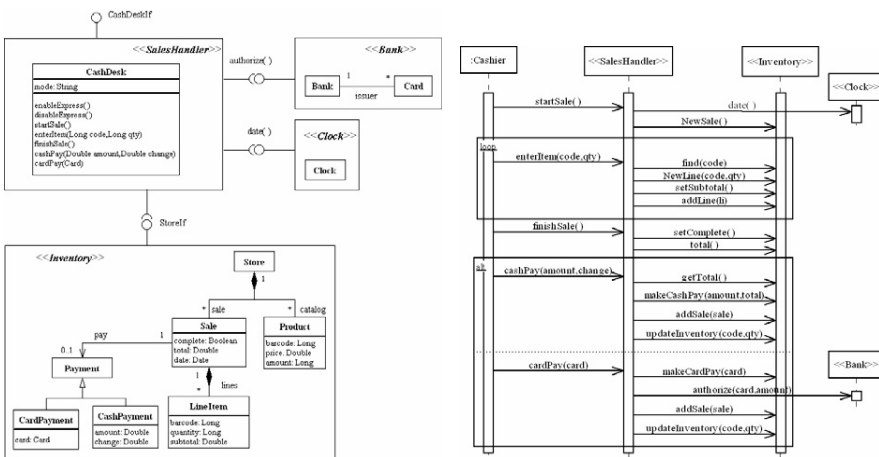 CashDeskIf
<<SalesHandler>>
CashDesk
mode: String
enableExpress()
disableExpress()
startSale()
enterItem(Long code,Long qty)
finishSale()
cashPay(Double amount,Double change)
cardPay(Card)
authorize( )
<<Bank>>
Bank
1
*
Card
issuer
date( )
<<Clock>>
Clock
StoreIf
<<Inventory>>
Store
1
* sale
* catalog
pay
1
0..1
Sale
complete: Boolean
total: Double
date: Date
Product
barcode: Long
price: Double
amount: Long
Payment
1
lines
*
CardPayment
card: Card
CashPayment
amount: Double
change: Double
LineItem
barcode: Long
quantity: Long
subtotal: Double
:Cashier
<<SalesHandler>>
<<Inventory>>
<<Clock>>
startSale( )
date( )
NewSale( )
loop
enterItem(code,qty)
find(code)
NewLine(code,qty)
setSubtotal( )
addLine(li)
finishSale( )
setComplete( )
total( )
alt
cashPay(amount,change)
getTotal( )
makeCashPay(amount,total)
addSale(sale)
updateInventory(code,qty)
<<Bank>>
cardPay(card)
makeCardPay(card)
authorize(card,amount)
addSale(sale)
updateInventory(code,qty)